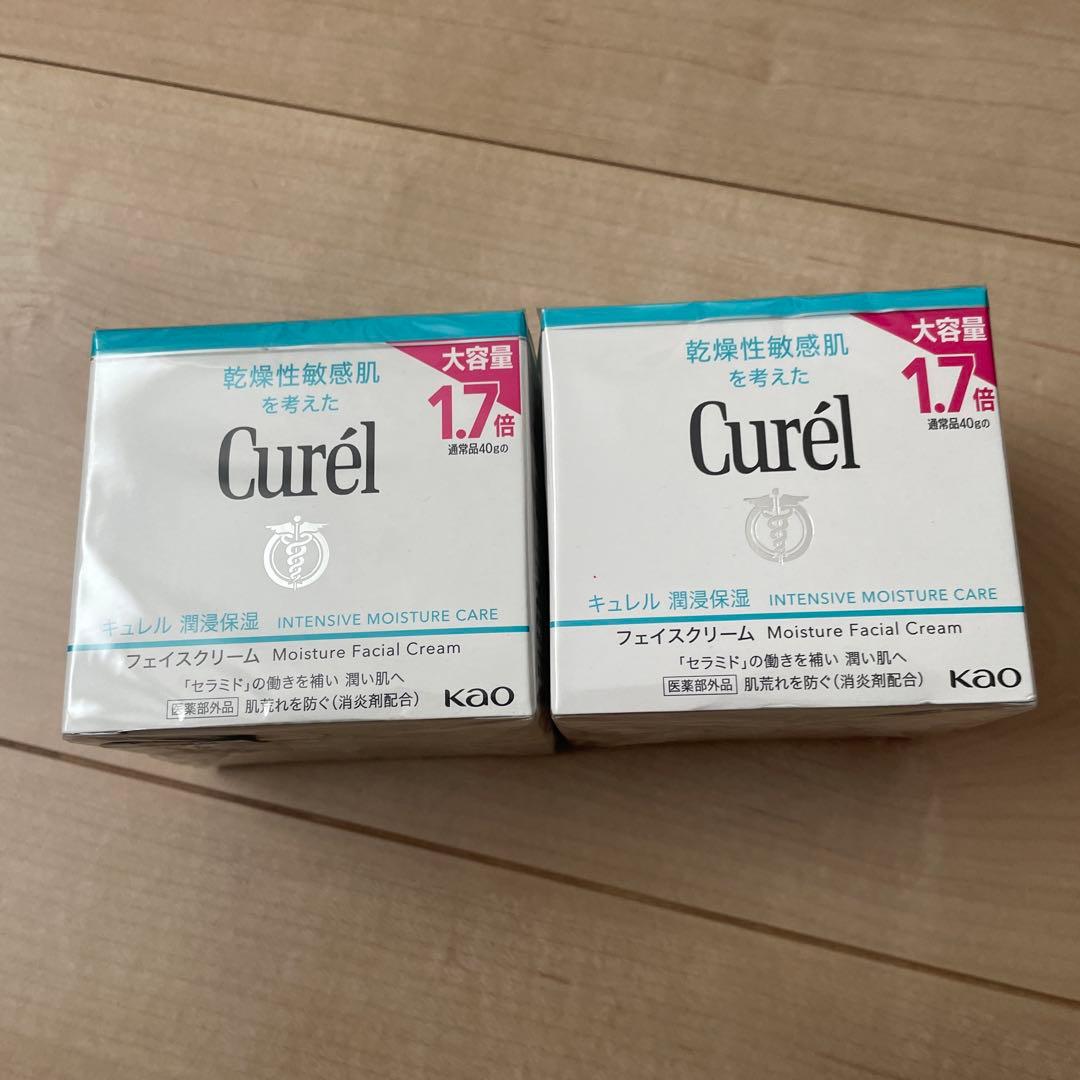 乾燥性敏感肌
を考えた
Curél
大容量
1.7倍
通常品40gの
キュレル 潤浸保湿 INTENSIVE MOISTURE CARE
フェイスクリーム Moisture Facial Cream
「セラミド」の働きを補い 潤い肌へ
医薬部外品 肌荒れを防ぐ(消炎剤配合)
Kao
乾燥性敏感肌
を考えた
Curél
大容量
1.7倍
通常品40gの
キュレル 潤浸保湿 INTENSIVE MOISTURE CARE
フェイスクリーム Moisture Facial Cream
「セラミド」の働きを補い 潤い肌へ
医薬部外品 肌荒れを防ぐ(消炎剤配合)
Kao